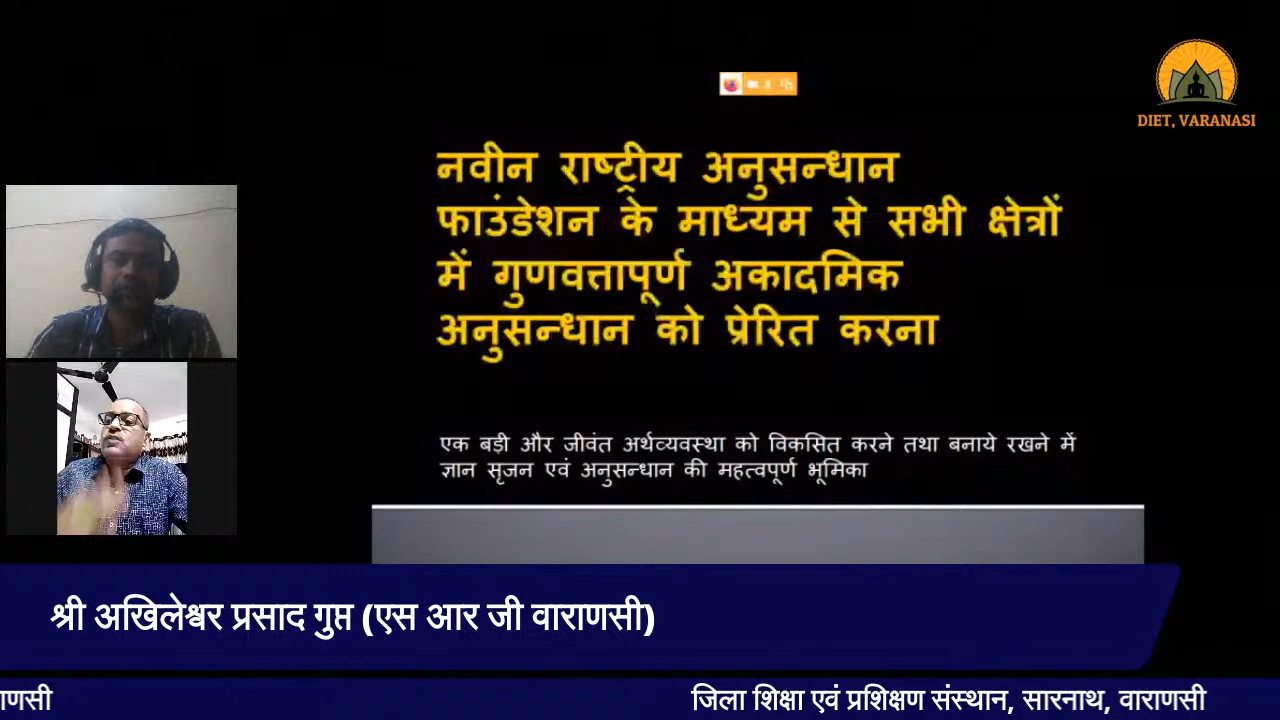 DIET, VARANASI
नवीन राष्ट्रीय अनुसन्धान
फाउंडेशन के माध्यम से सभी क्षेत्रों
में गुणवत्तापूर्ण अकादमिक
अनुसन्धान को प्रेरित करना
एक बड़ी और जीवंत अर्थव्यवस्था को विकसित करने तथा बनाये रखने में
ज्ञान सृजन एवं अनुसन्धान की महत्वपूर्ण भूमिका
श्री अखिलेश्वर प्रसाद गुप्त (एस आर जी वाराणसी)
ाणसी जिला शिक्षा एवं प्रशिक्षण संस्थान, सारनाथ, वाराणसी